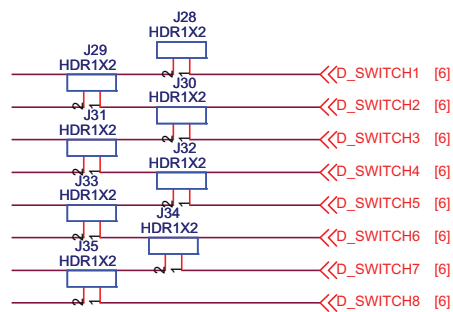 J28
HDR1X2
2 1
D_SWITCH1 [6]
J29
HDR1X2
2 1
D_SWITCH2 [6]
J30
HDR1X2
2 1
D_SWITCH3 [6]
J31
HDR1X2
2 1
D_SWITCH4 [6]
J32
HDR1X2
2 1
D_SWITCH5 [6]
J33
HDR1X2
2 1
D_SWITCH6 [6]
J34
HDR1X2
2 1
D_SWITCH7 [6]
J35
HDR1X2
2 1
D_SWITCH8 [6]